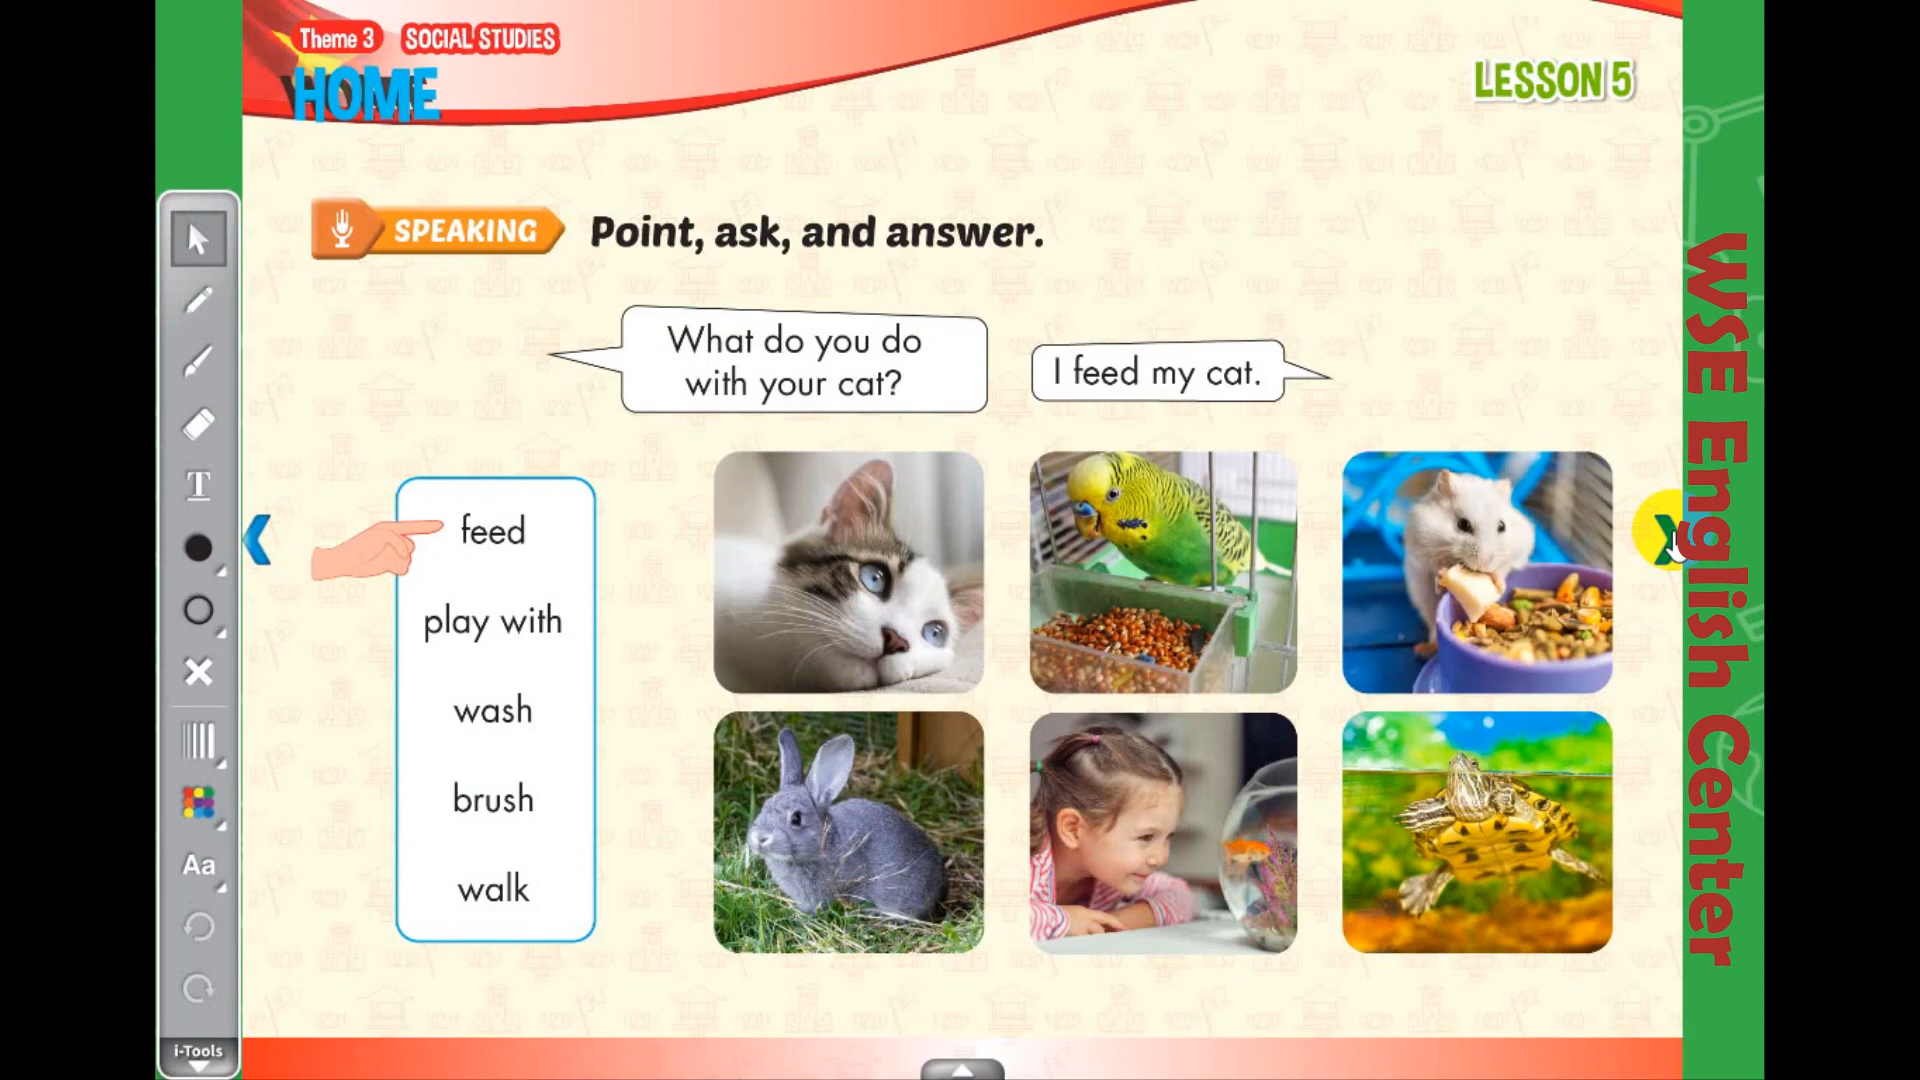 Theme 3 SOCIAL STUDIES
HOME
LESSON 5
SPEAKING Point, ask, and answer.
What do you do
with your cat?
I feed my cat.
feed
play with
wash
brush
walk
T
Aa
i-Tools
WSE English Center